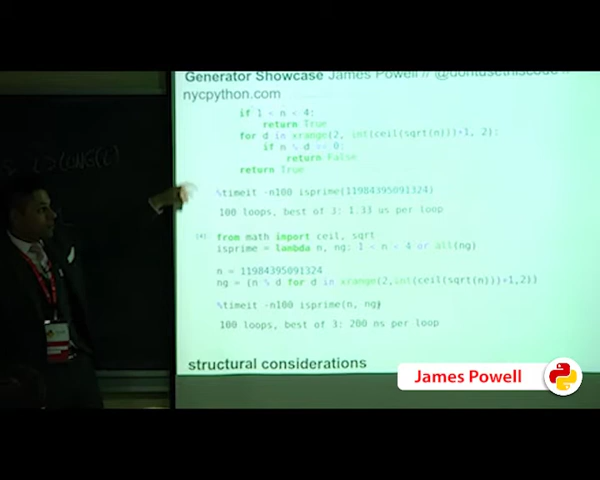 Generator Showcase James Powell // @dontusethiscode //
nycpython.com
if 1 < n < 4:
return True
for d in xrange(2, int(ceil(sqrt(n)))+1, 2):
if n % d == 0:
return False
return True
%timeit -n100 isprime(11984395091324)
100 loops, best of 3: 1.33 us per loop
[4] from math import ceil, sqrt
isprime = lambda n, ng: 1 < n < 4 or all(ng)
n = 11984395091324
ng = (n % d for d in xrange(2,int(ceil(sqrt(n)))+1,2))
%timeit -n100 isprime(n, ng)
100 loops, best of 3: 200 ns per loop
structural considerations
James Powell